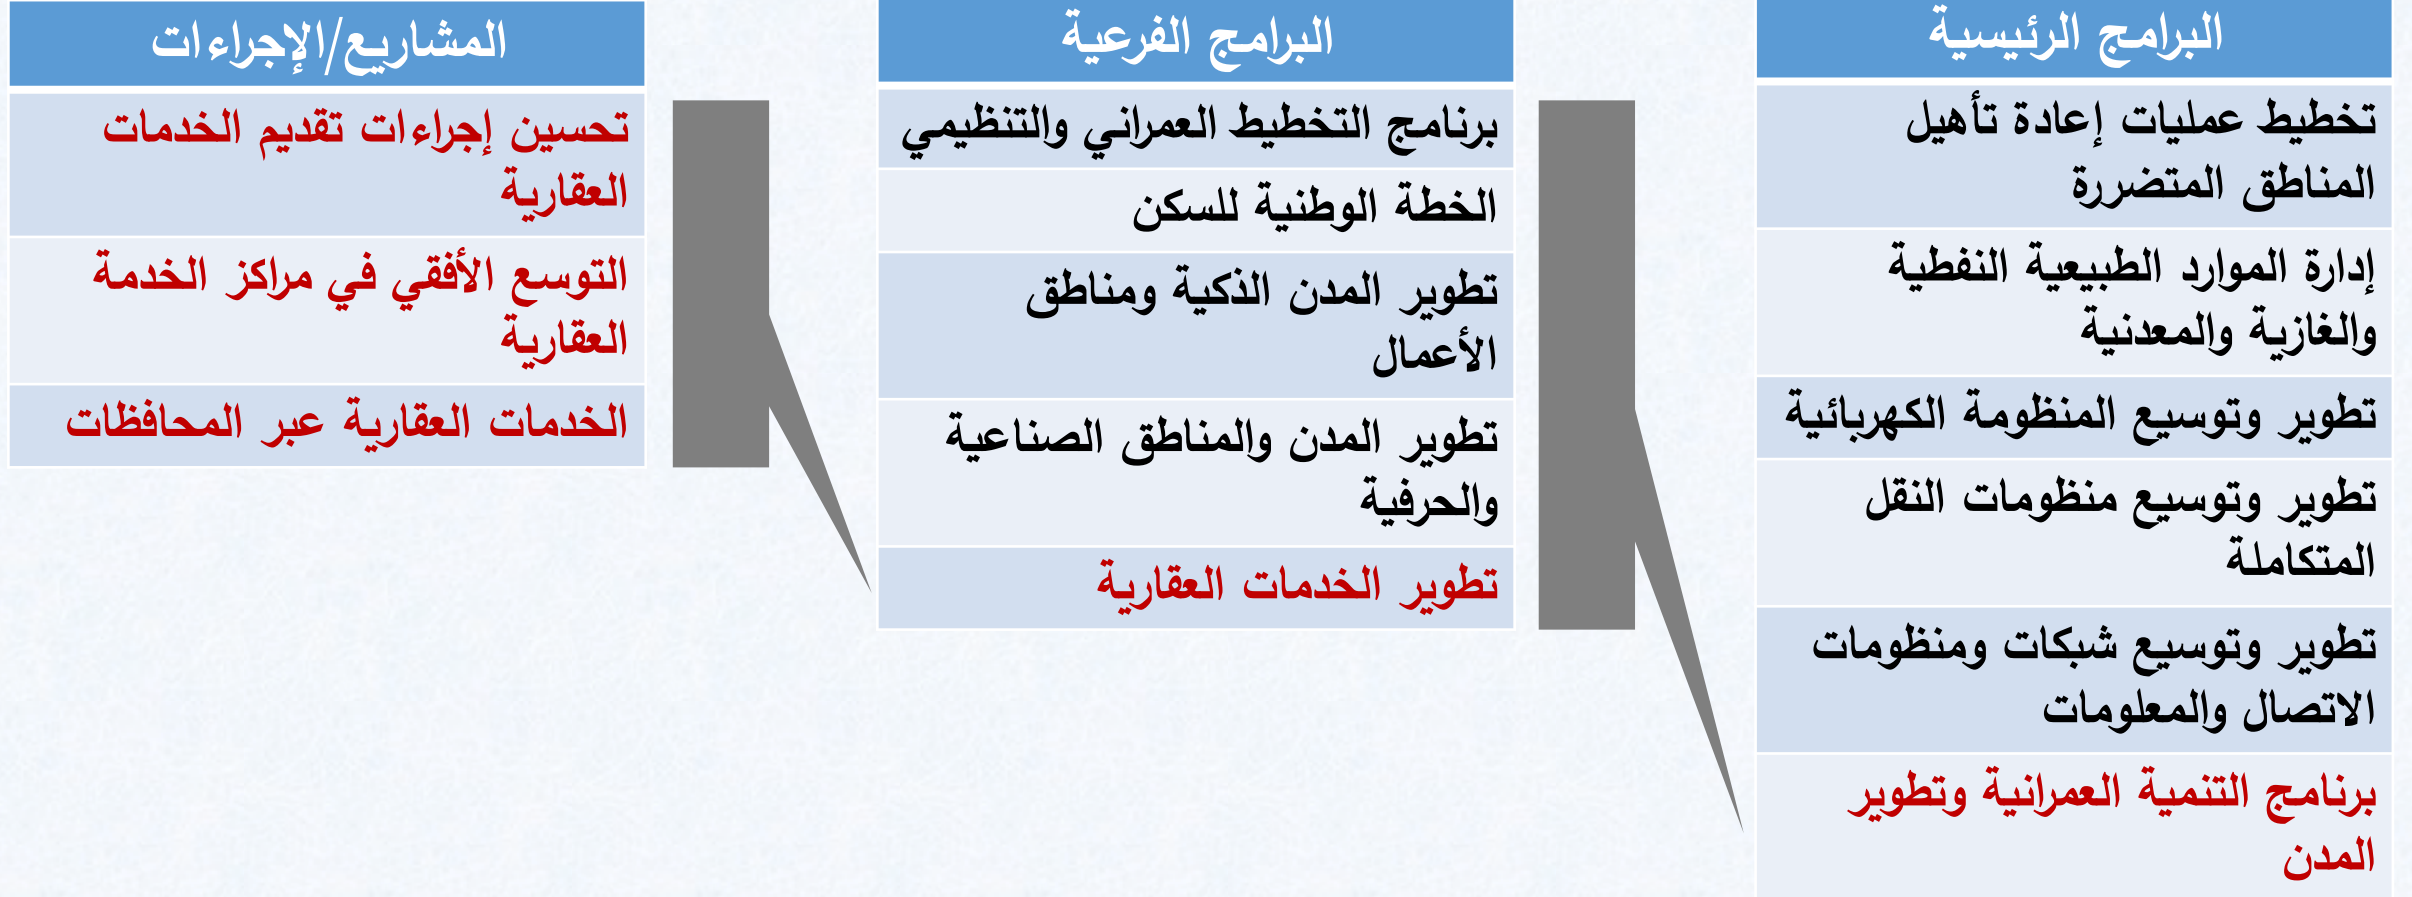 البرامج الرئيسية
تخطيط عمليات إعادة تأهيل
المناطق المتضررة
إدارة الموارد الطبيعية النفطية
والغازية والمعدنية
تطوير وتوسيع المنظومة الكهربائية
تطوير وتوسيع منظومات النقل
المتكاملة
تطوير وتوسيع شبكات ومنظومات
الاتصال والمعلومات
برنامج التنمية العمرانية وتطوير
المدن
البرامج الفرعية
برنامج التخطيط العمراني والتنظيمي
الخطة الوطنية للسكن
تطوير المدن الذكية ومناطق
الأعمال
تطوير المدن والمناطق الصناعية
والحرفية
تطوير الخدمات العقارية
المشاريع/الإجراءات
تحسين إجراءات تقديم الخدمات
العقارية
التوسع الأفقي في مراكز الخدمة
العقارية
الخدمات العقارية عبر المحافظات